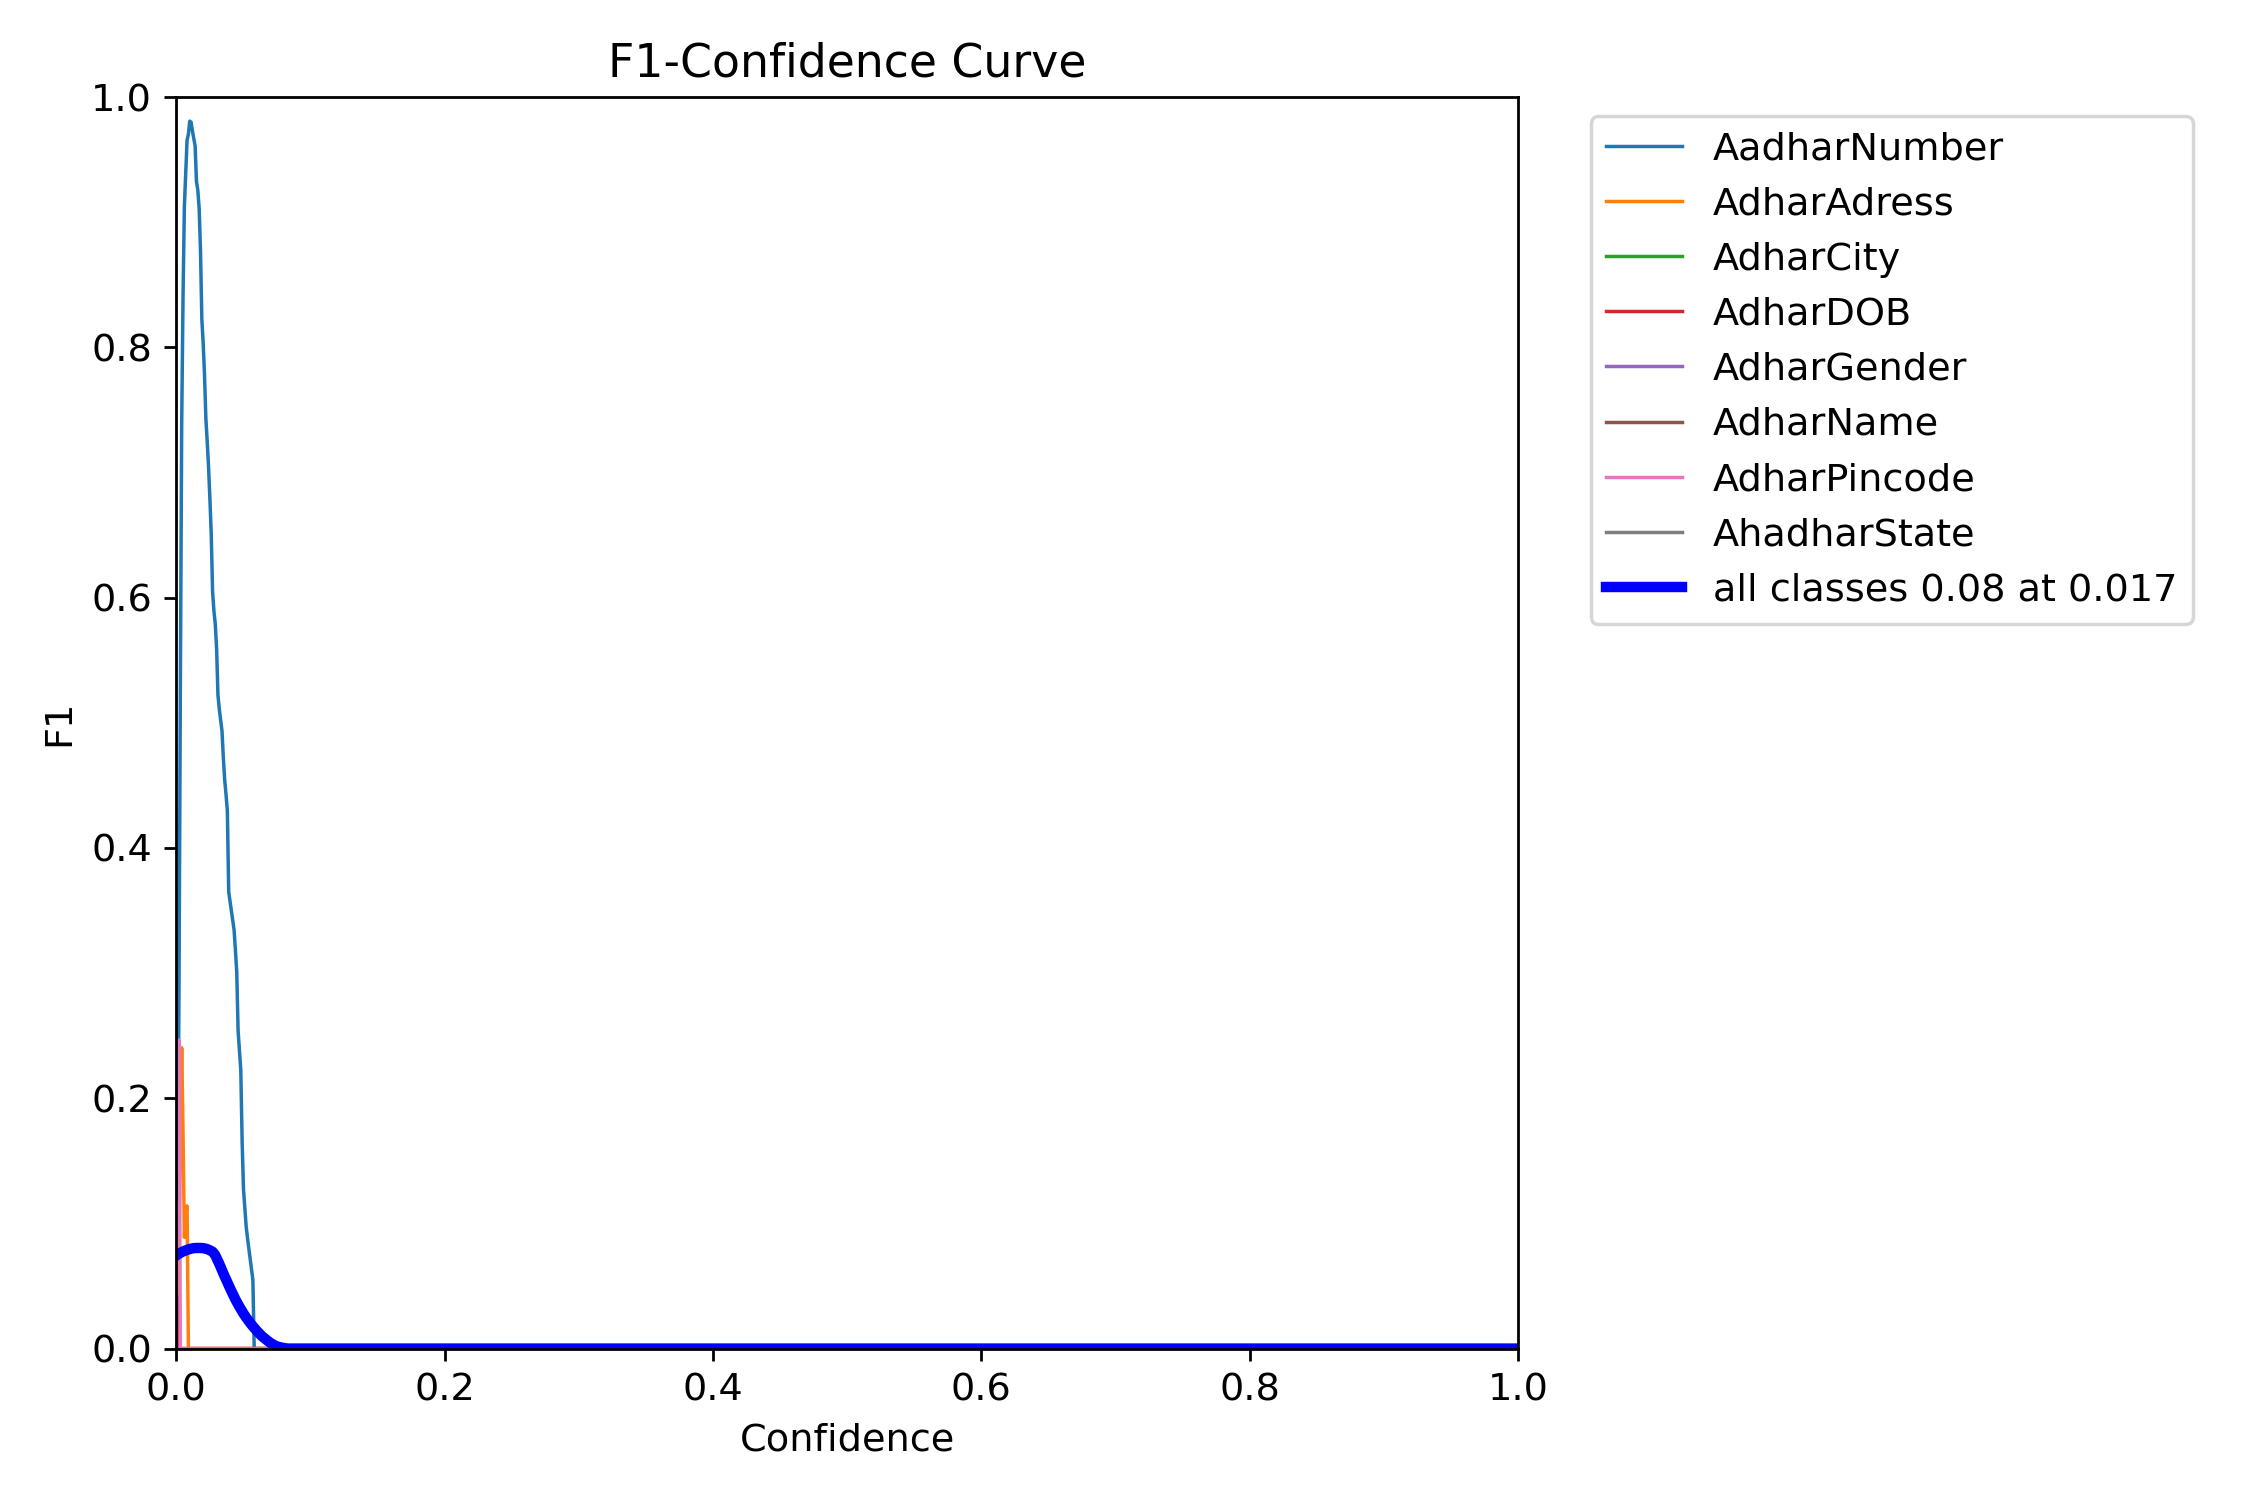 F1-Confidence Curve
1.0
0.8
0.6
0.4
0.2
0.0
F1
0.0 0.2 0.4 0.6 0.8 1.0
Confidence
AadharNumber
AdharAdress
AdharCity
AdharDOB
AdharGender
AdharName
AdharPincode
AhadharState
all classes 0.08 at 0.017